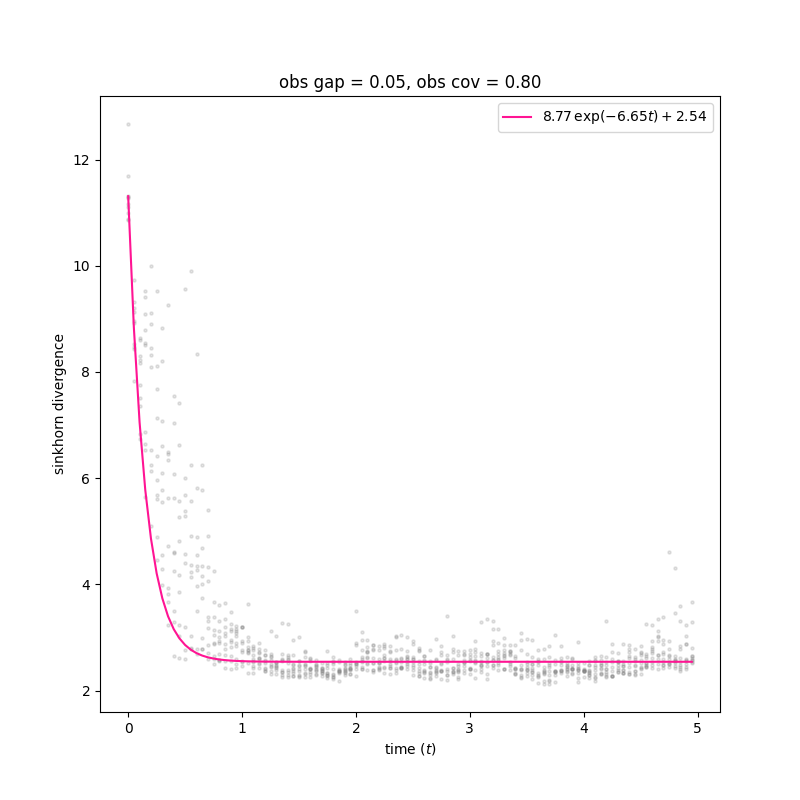 obs gap = 0.05, obs cov = 0.80
8.77 exp(−6.65t) + 2.54
12
10
8
6
4
2
sinkhorn divergence
0 1 2 3 4 5
time (t)